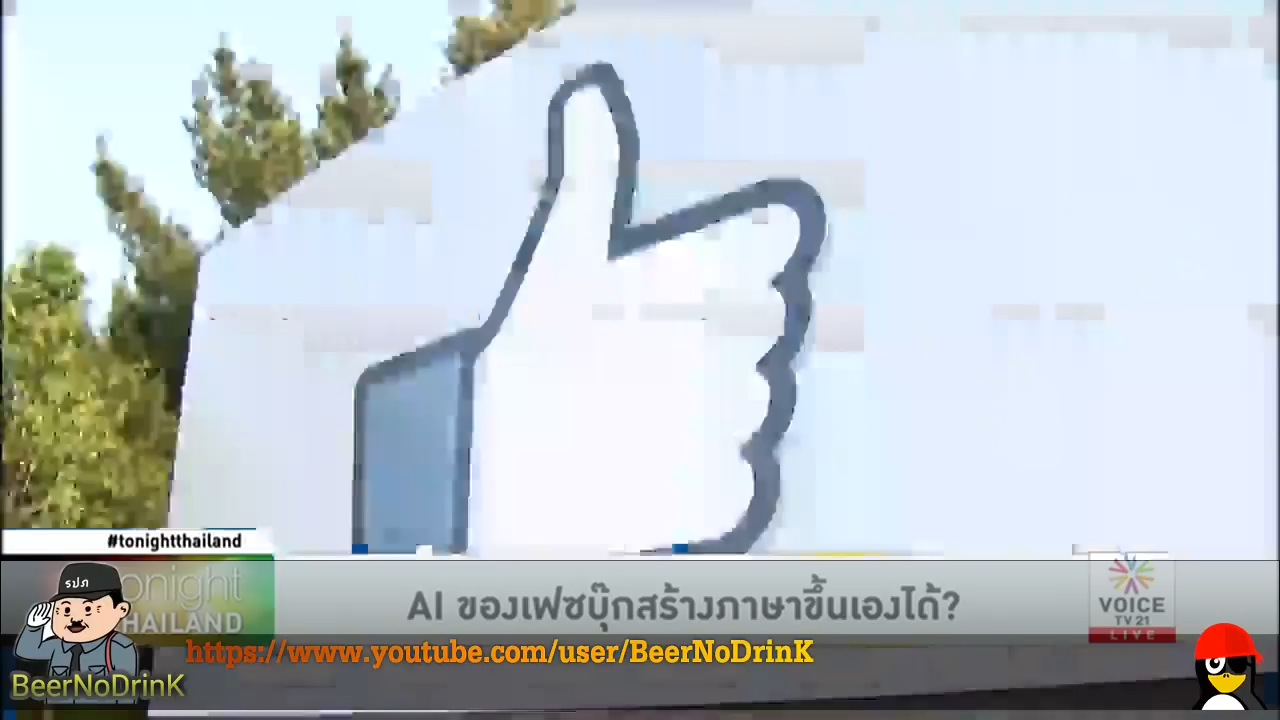 #tonightthailand
tonight
THAILAND
รปภ
AI ของเฟซบุ๊กสร้างภาษาขึ้นเองได้?
VOICE
TV 21
LIVE
https://www.youtube.com/user/BeerNoDrinK
BeerNoDrinK